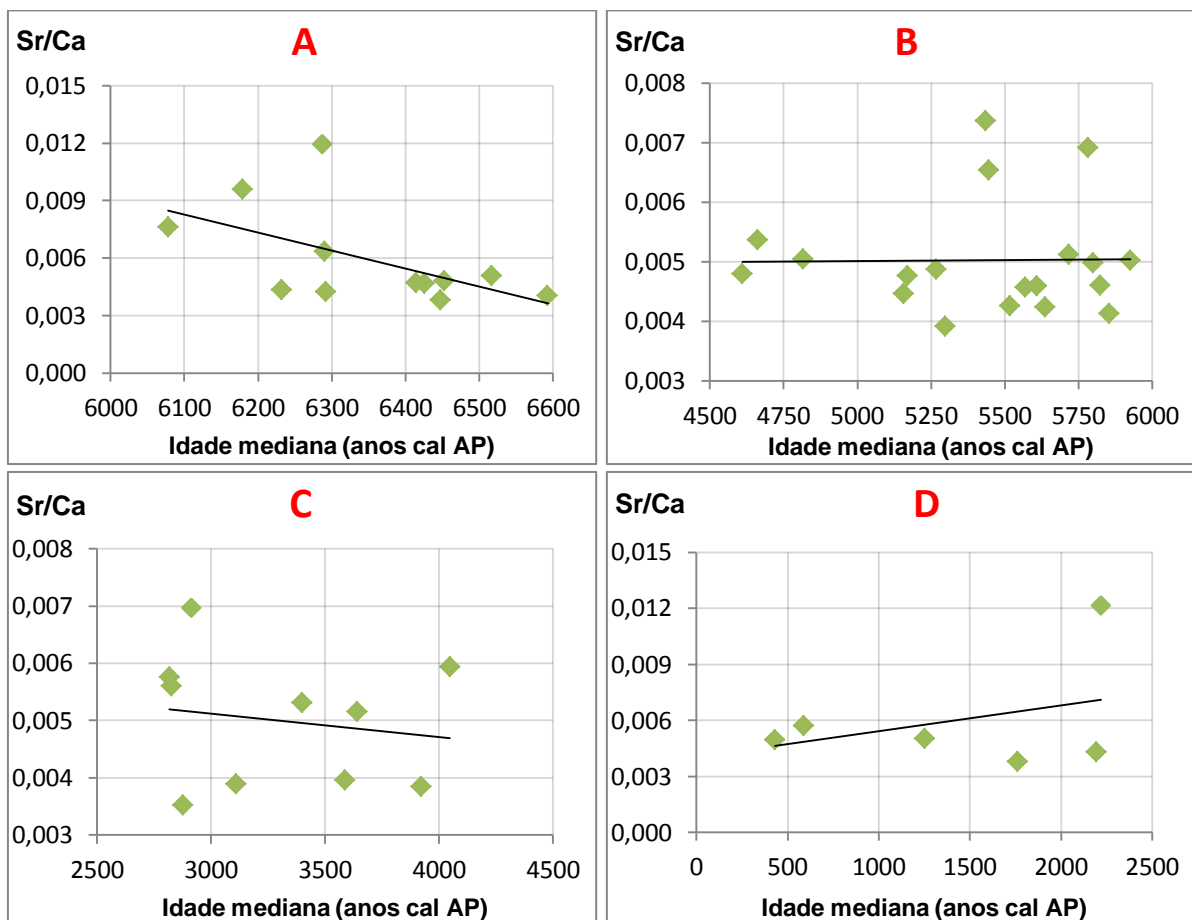 Sr/Ca
A
0,015
0,012
0,009
0,006
0,003
0,000
6000 6100 6200 6300 6400 6500 6600
Idade mediana (anos cal AP)
Sr/Ca
B
0,008
0,007
0,006
0,005
0,004
0,003
4500 4750 5000 5250 5500 5750 6000
Idade mediana (anos cal AP)
Sr/Ca
C
0,008
0,007
0,006
0,005
0,004
0,003
2500 3000 3500 4000 4500
Idade mediana (anos cal AP)
Sr/Ca
D
0,015
0,012
0,009
0,006
0,003
0,000
0 500 1000 1500 2000 2500
Idade mediana (anos cal AP)